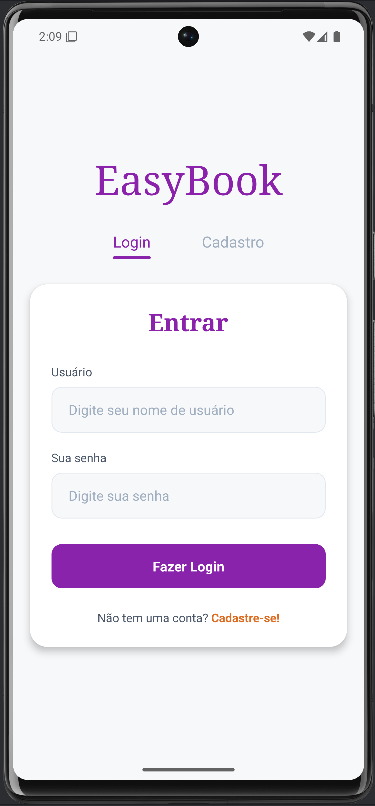 2:09
EasyBook
Login Cadastro
Entrar
Usuário
Digite seu nome de usuário
Sua senha
Digite sua senha
Fazer Login
Não tem uma conta? Cadastre-se!